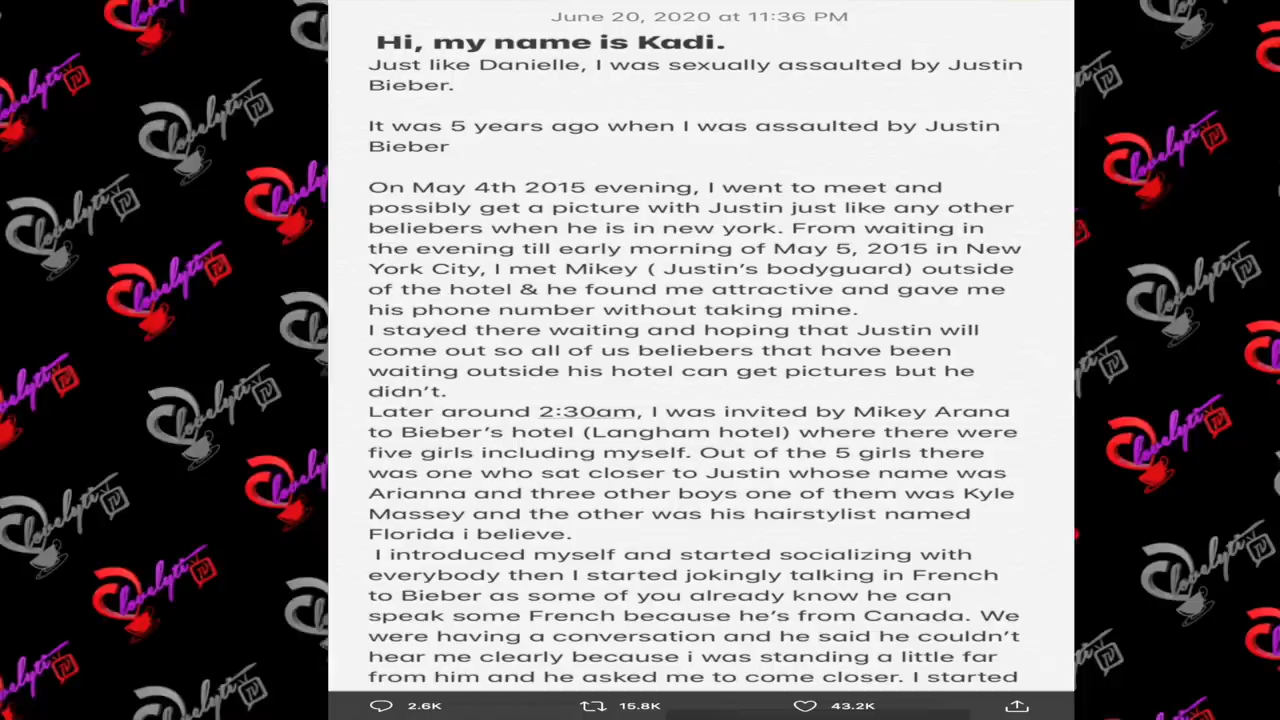 June 20, 2020 at 11:36 PM
Hi, my name is Kadi.
Just like Danielle, I was sexually assaulted by Justin
Bieber.
It was 5 years ago when I was assaulted by Justin
Bieber
On May 4th 2015 evening, I went to meet and
possibly get a picture with Justin just like any other
beliebers when he is in new york. From waiting in
the evening till early morning of May 5, 2015 in New
York City, I met Mikey ( Justin's bodyguard) outside
of the hotel & he found me attractive and gave me
his phone number without taking mine.
I stayed there waiting and hoping that Justin will
come out so all of us beliebers that have been
waiting outside his hotel can get pictures but he
didn't.
Later around 2:30am, I was invited by Mikey Arana
to Bieber's hotel (Langham hotel) where there were
five girls including myself. Out of the 5 girls there
was one who sat closer to Justin whose name was
Arianna and three other boys one of them was Kyle
Massey and the other was his hairstylist named
Florida i believe.
I introduced myself and started socializing with
everybody then I started jokingly talking in French
to Bieber as some of you already know he can
speak some French because he's from Canada. We
were having a conversation and he said he couldn't
hear me clearly because i was standing a little far
from him and he asked me to come closer. I started
2.6K 15.8K 43.2K
lovelyti TV